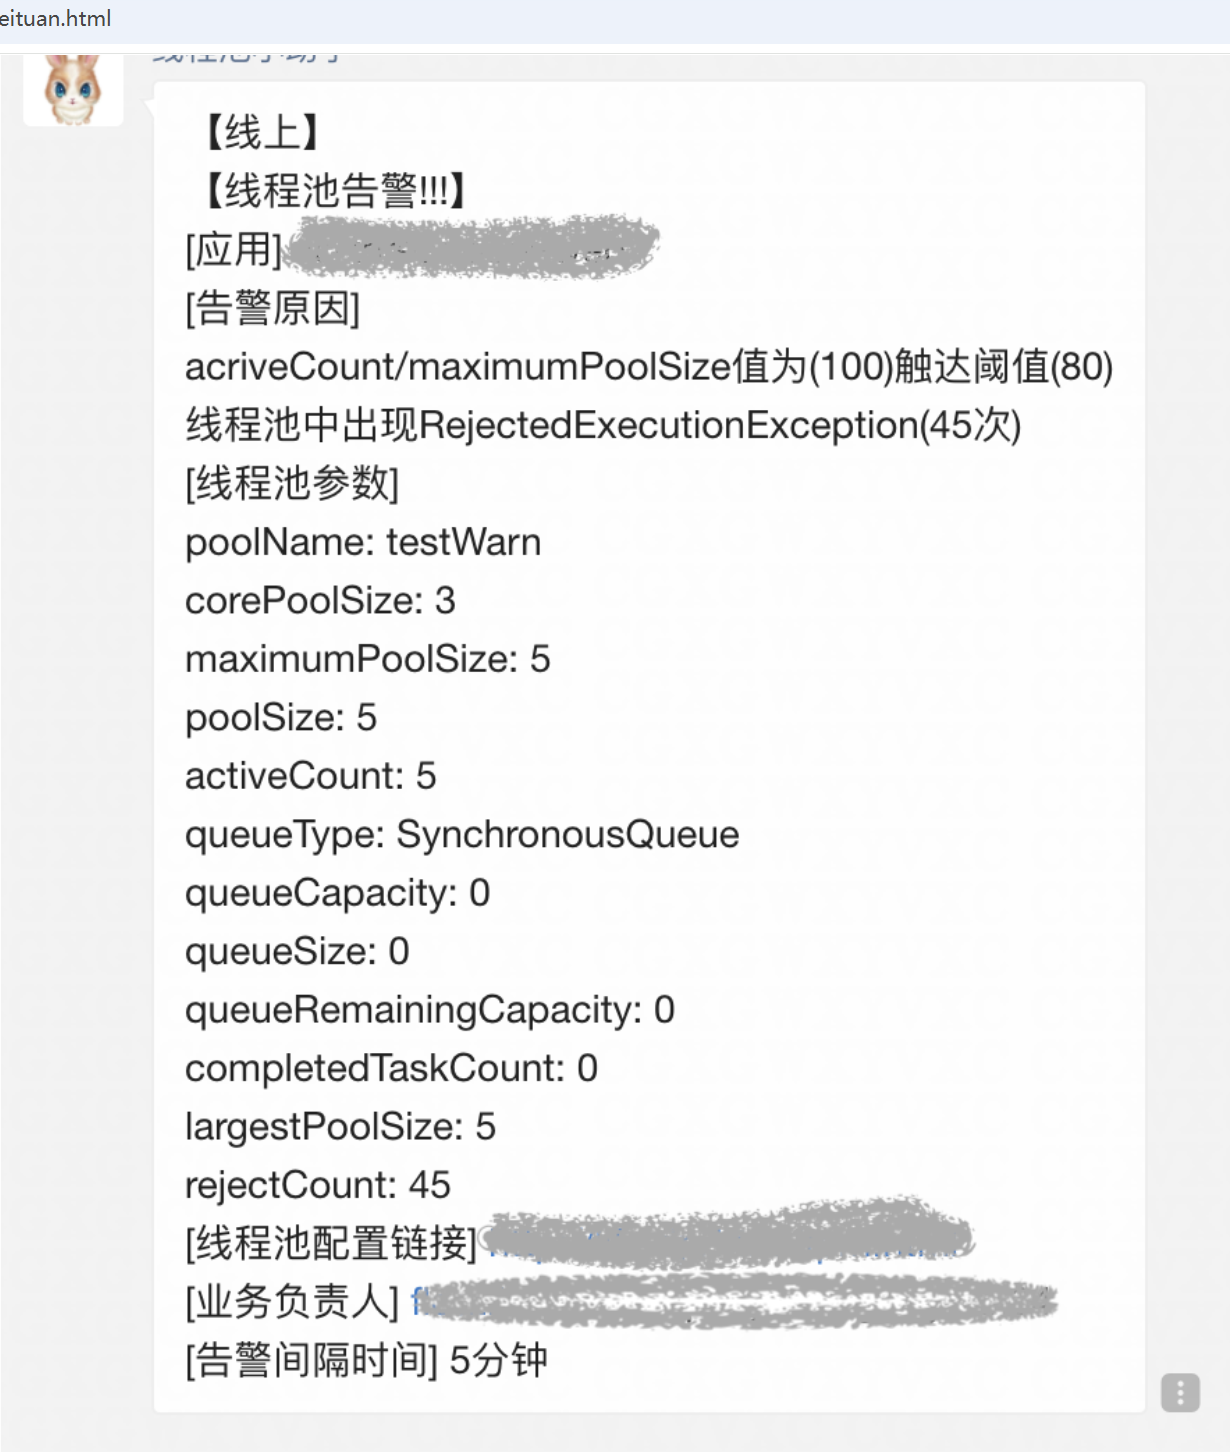 eituan.html
线程池小助手
【线上】
【线程池告警!!!】
[应用]
[告警原因]
acriveCount/maximumPoolSize值为(100)触达阈值(80)
线程池中出现RejectedExecutionException(45次)
[线程池参数]
poolName: testWarn
corePoolSize: 3
maximumPoolSize: 5
poolSize: 5
activeCount: 5
queueType: SynchronousQueue
queueCapacity: 0
queueSize: 0
queueRemainingCapacity: 0
completedTaskCount: 0
largestPoolSize: 5
rejectCount: 45
[线程池配置链接]
[业务负责人]
[告警间隔时间] 5分钟